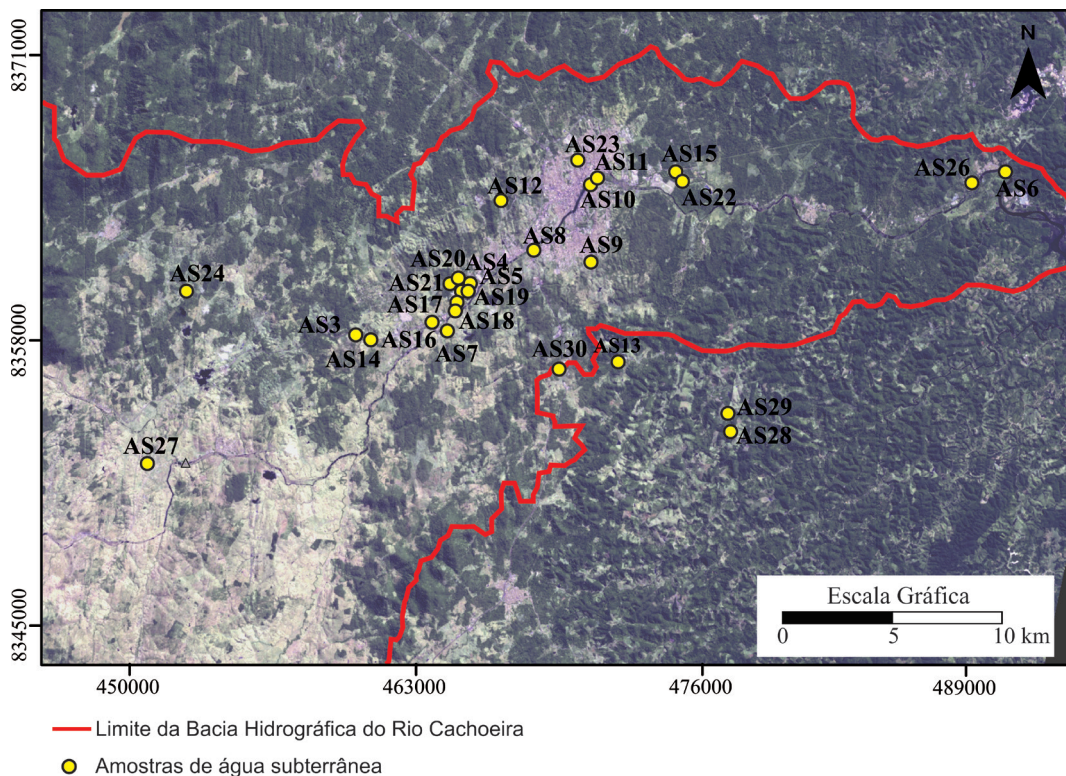 N
8371000
8358000
8345000
AS23
AS11
AS15
AS12
AS10
AS22
AS26
AS6
AS8
AS9
AS20
AS4
AS21
AS5
AS24
AS17
AS19
AS18
AS3
AS16
AS14
AS7
AS30
AS13
AS29
AS28
AS27
Escala Gráfica
0 5 10 km
450000 463000 476000 489000
Limite da Bacia Hidrográfica do Rio Cachoeira
Amostras de água subterrânea